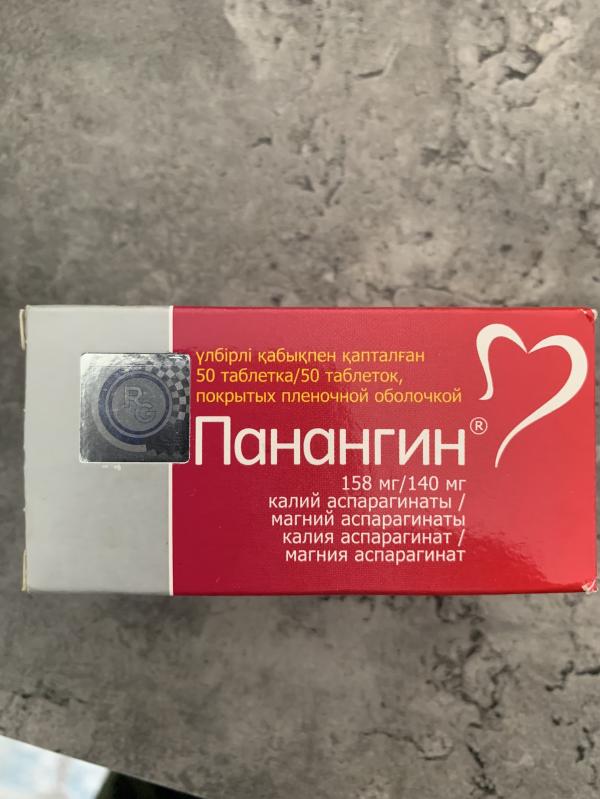 үлбірлі қабықпен қапталған
50 таблетка/50 таблеток,
покрытых пленочной оболочкой
Панангин®
158 мг/140 мг
калий аспарагинаты /
магний аспарагинаты
калия аспарагинат /
магния аспарагинат
RG